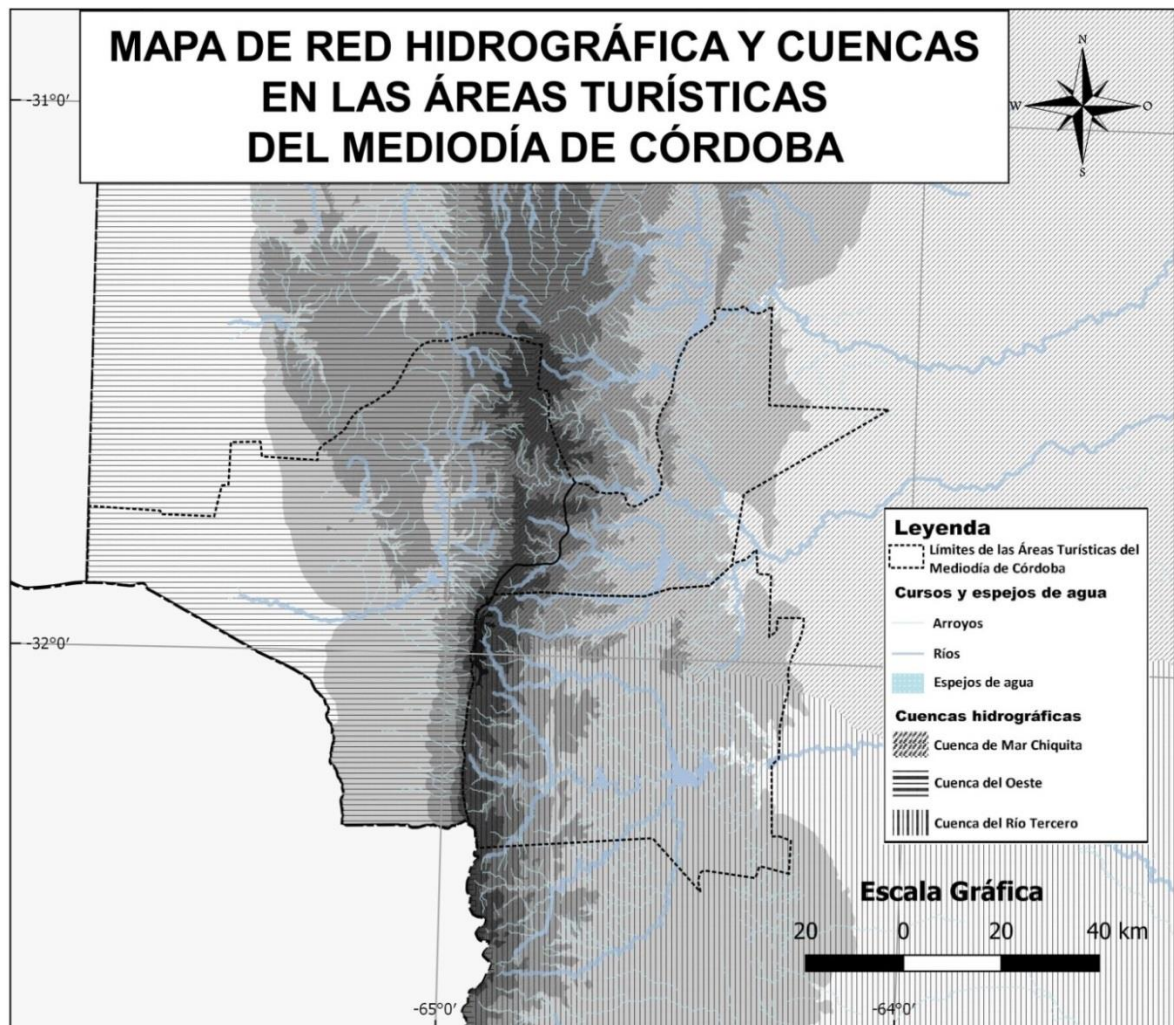 MAPA DE RED HIDROGRÁFICA Y CUENCAS
EN LAS ÁREAS TURÍSTICAS
DEL MEDIODÍA DE CÓRDOBA
N
W
O
S
-31°0'
-32°0'
-65°0'
-64°0'
Leyenda
Límites de las Áreas Turísticas del
Mediodía de Córdoba
Cursos y espejos de agua
Arroyos
Ríos
Espejos de agua
Cuencas hidrográficas
Cuenca de Mar Chiquita
Cuenca del Oeste
Cuenca del Río Tercero
Escala Gráfica
20 0 20 40 km